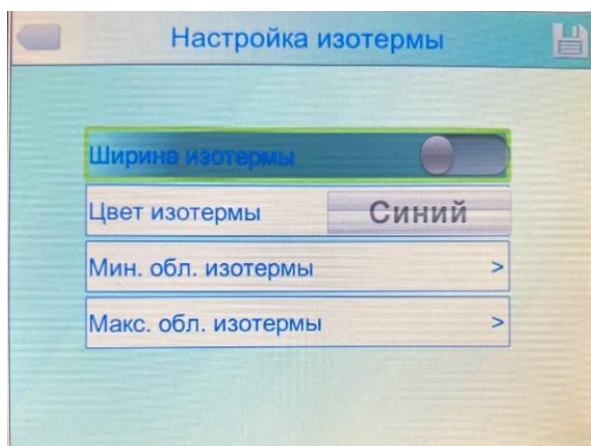 Настройка изотермы
Ширина изотермы
Цвет изотермы Синий
Мин. обл. изотермы >
Макс. обл. изотермы >